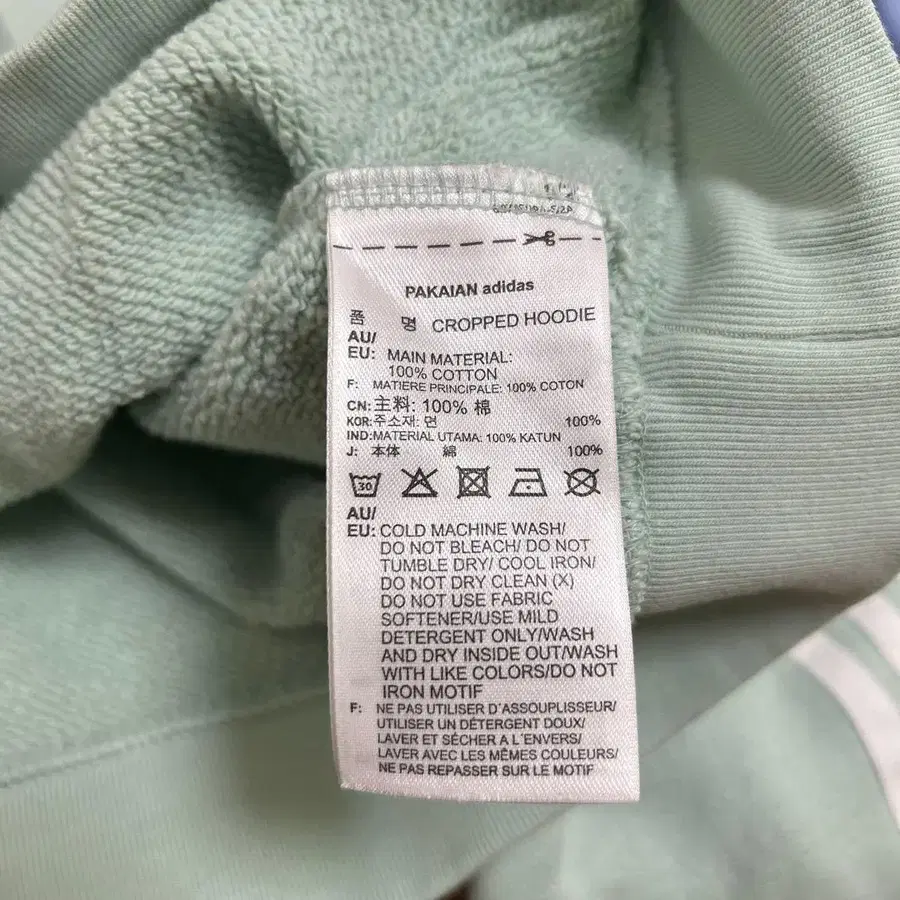 PAKAIAN adidas
품 명 CROPPED HOODIE
AU/
EU: MAIN MATERIAL:
100% COTTON
F: MATIERE PRINCIPALE: 100% COTON
CN: 主料: 100% 棉
KOR: 주소재: 면 100%
IND: MATERIAL UTAMA: 100% KATUN
J: 本体 綿 100%
30
AU/
EU: COLD MACHINE WASH/
DO NOT BLEACH/ DO NOT
TUMBLE DRY/ COOL IRON/
DO NOT DRY CLEAN (X)
DO NOT USE FABRIC
SOFTENER/USE MILD
DETERGENT ONLY/WASH
AND DRY INSIDE OUT/WASH
WITH LIKE COLORS/DO NOT
IRON MOTIF
F: NE PAS UTILISER D'ASSOUPLISSEUR/
UTILISER UN DÉTERGENT DOUX/
LAVER ET SÉCHER A L'ENVERS/
LAVER AVEC LES MÊMES COULEURS/
NE PAS REPASSER SUR LE MOTIF